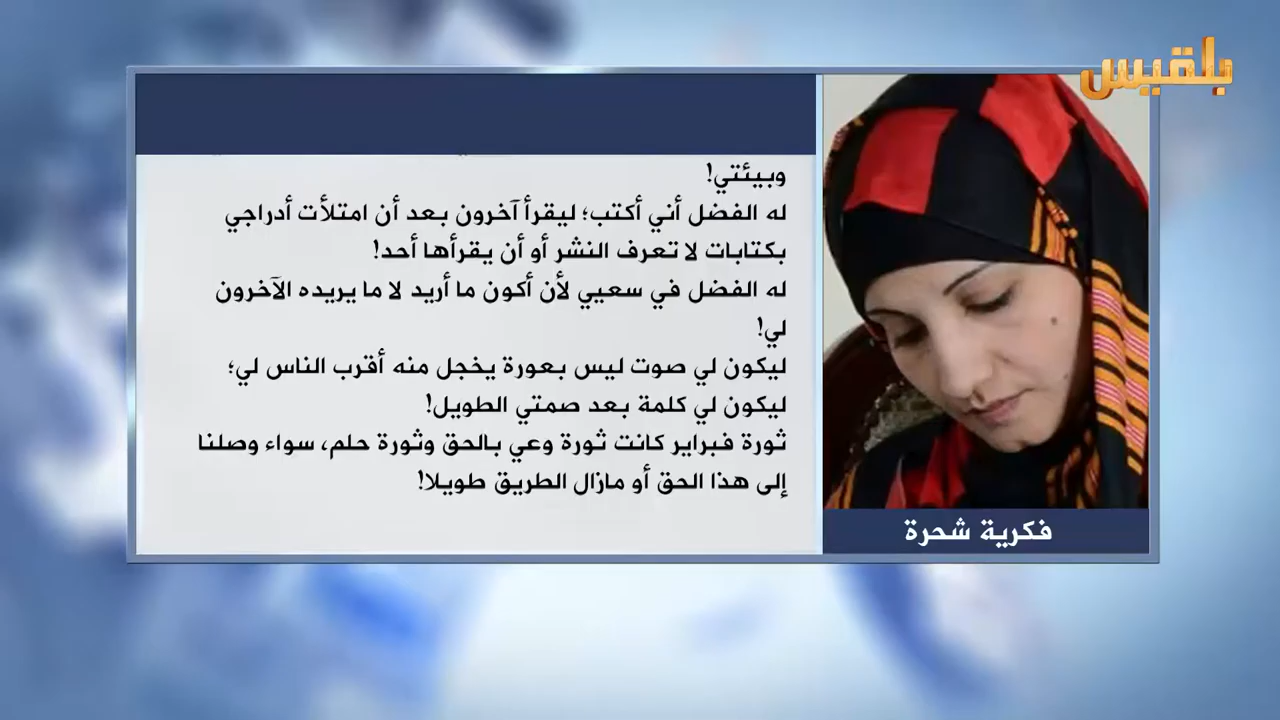 بلقيس
وبيئتي!
له الفضل أني أكتب؛ ليقرأ آخرون بعد أن امتلأت أدراجي
بكتابات لا تعرف النشر أو أن يقرأها أحد!
له الفضل في سعيي لأن أكون ما أريد لا ما يريده الآخرون
لي!
ليكون لي صوت ليس بعورة يخجل منه أقرب الناس لي؛
ليكون لي كلمة بعد صمتي الطويل!
ثورة فبراير كانت ثورة وعي بالحق وثورة حلم، سواء وصلنا
إلى هذا الحق أو مازال الطريق طويلا!
فكرية شحرة